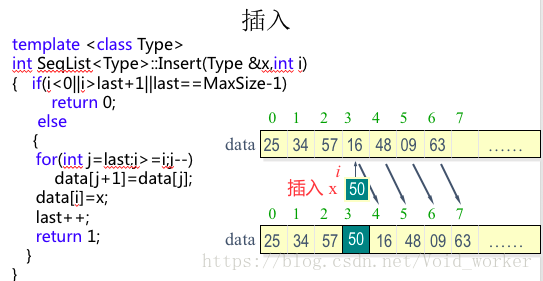 插入
template <class Type>
int SeqList<Type>::Insert(Type &x,int i)
{ if(i<0||i>last+1||last==MaxSize-1)
return 0;
else
{
for(int j=last;j>=i;j--)
data[j+1]=data[j];
data[i]=x;
last++;
return 1;
}
}
0 1 2 3 4 5 6 7
data 25 34 57 16 48 09 63 ……
i
插入 x 50
0 1 2 3 4 5 6 7
data 25 34 57 50 16 48 09 63 ……
https://blog.csdn.net/Void_worker